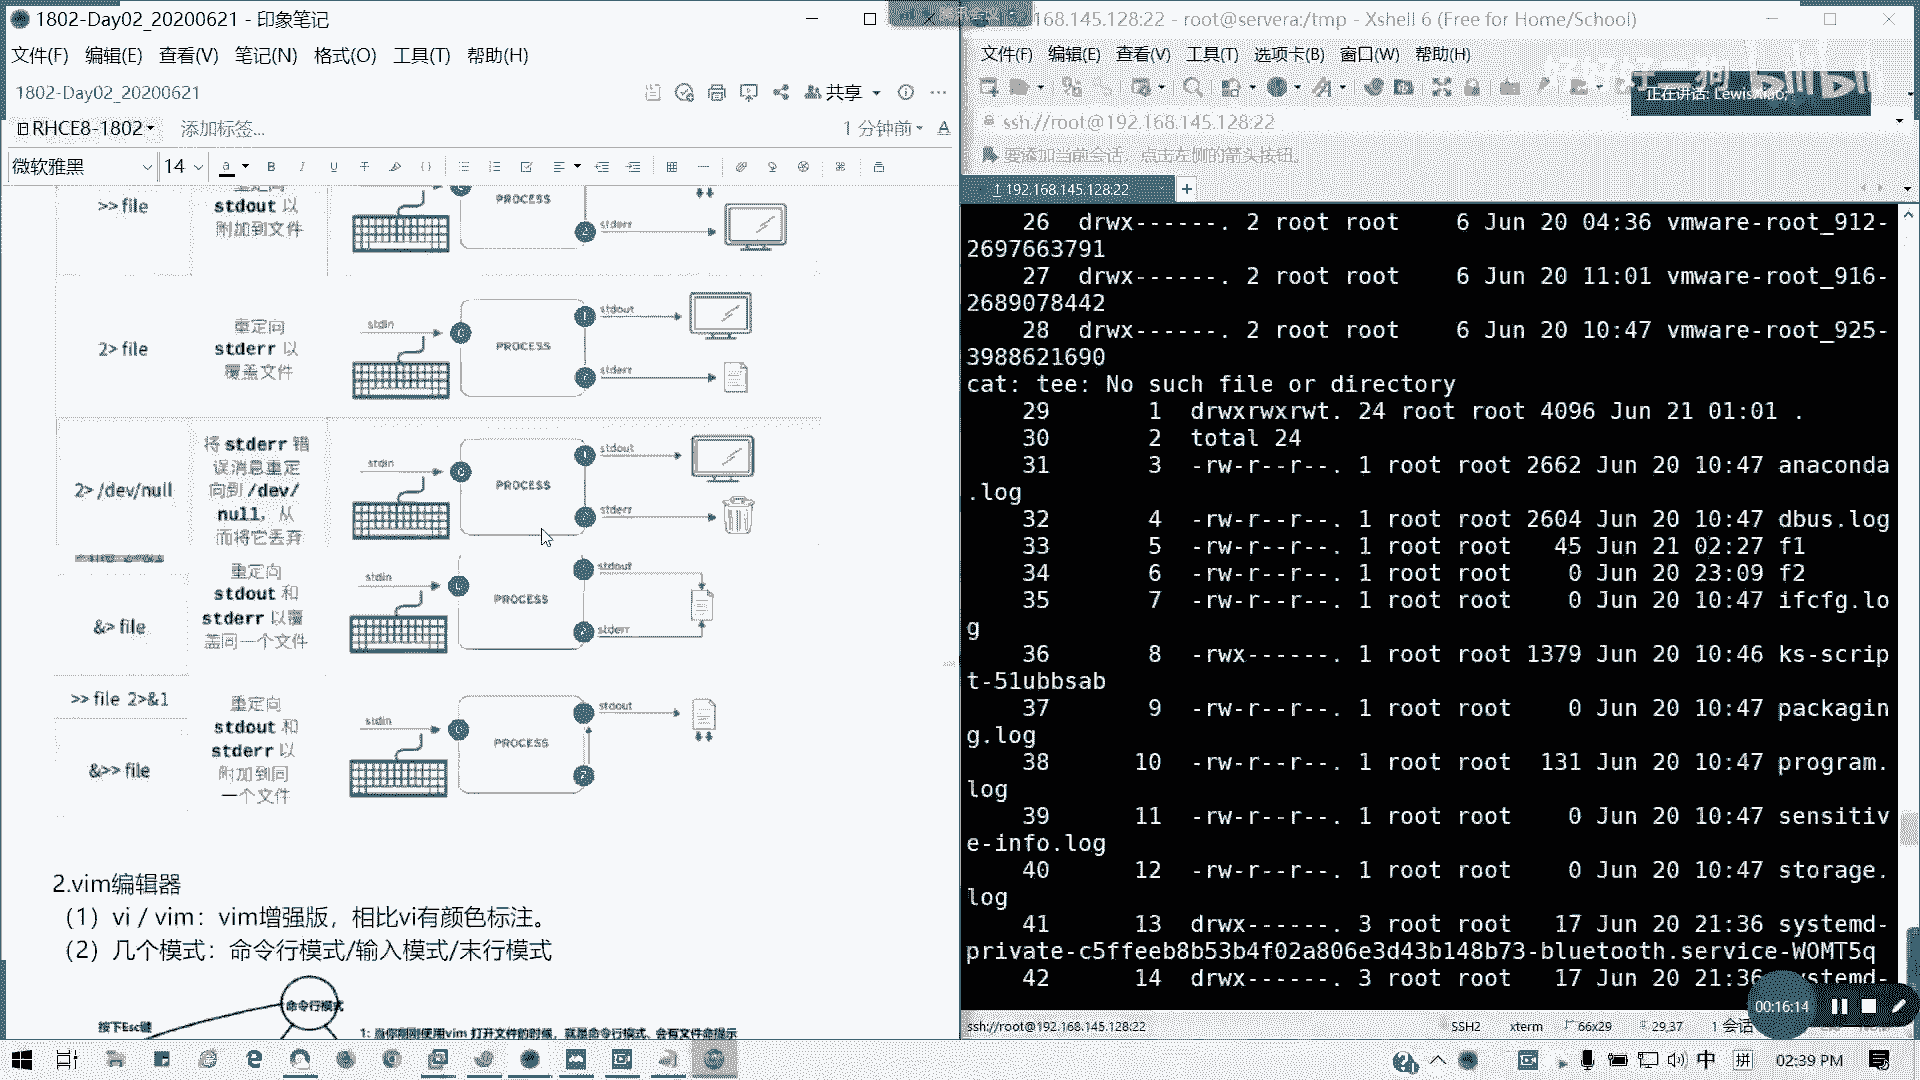 1802-Day02_20200621 - 印象笔记
文件(F) 编辑(E) 查看(V) 笔记(N) 格式(O) 工具(T) 帮助(H)
1802-Day02_20200621
共享
RHCE8-1802
添加标签...
1 分钟前
微软雅黑
14
>> file
stdout 以
附加到文件
PROCESS
stderr
2> file
重定向
stderr 以
覆盖文件
stdin
PROCESS
stdout
stderr
2> /dev/null
将 stderr 错
误消息重定
向到 /dev/
null，从
而将它丢弃
stdin
PROCESS
stdout
stderr
&> file
重定向
stdout 和
stderr 以覆
盖同一个文件
stdin
PROCESS
stdout
stderr
>> file 2>&1
&>> file
重定向
stdout 和
stderr 以
附加到同
一个文件
stdin
PROCESS
stdout
2
2.vim编辑器
（1）vi / vim：vim增强版，相比vi有颜色标注。
（2）几个模式：命令行模式/输入模式/末行模式
命令行模式
按下Esc键
1: 当你刚刚使用vim 打开文件的时候，就是命令行模式、会有文件命提示
168.145.128:22 - root@servera:/tmp - Xshell 6 (Free for Home/School)
文件(F) 编辑(E) 查看(V) 工具(T) 选项卡(B) 窗口(W) 帮助(H)
bilibili
正在讲话: LewisXiao;
ssh://root@192.168.145.128:22
要添加当前会话，点击左侧的箭头按钮。
1 192.168.145.128:22
26 drwx------. 2 root root 6 Jun 20 04:36 vmware-root_912-
2697663791
27 drwx------. 2 root root 6 Jun 20 11:01 vmware-root_916-
2689078442
28 drwx------. 2 root root 6 Jun 20 10:47 vmware-root_925-
3988621690
cat: tee: No such file or directory
29 1 drwxrwxrwt. 24 root root 4096 Jun 21 01:01 .
30 2 total 24
31 3 -rw-r--r--. 1 root root 2662 Jun 20 10:47 anaconda
.log
32 4 -rw-r--r--. 1 root root 2604 Jun 20 10:47 dbus.log
33 5 -rw-r--r--. 1 root root 45 Jun 21 02:27 f1
34 6 -rw-r--r--. 1 root root 0 Jun 20 23:09 f2
35 7 -rw-r--r--. 1 root root 0 Jun 20 10:47 ifcfg.lo
g
36 8 -rwx------. 1 root root 1379 Jun 20 10:46 ks-scrip
t-51ubbsab
37 9 -rw-r--r--. 1 root root 0 Jun 20 10:47 packagin
g.log
38 10 -rw-r--r--. 1 root root 131 Jun 20 10:47 program.
log
39 11 -rw-r--r--. 1 root root 0 Jun 20 10:47 sensitiv
e-info.log
40 12 -rw-r--r--. 1 root root 0 Jun 20 10:47 storage.
log
41 13 drwx------. 3 root root 17 Jun 20 21:36 systemd-
private-c5ffeeb8b53b4f02a806e3d43b148b73-bluetooth.service-WOMT5q
42 14 drwx------. 3 root root 17 Jun 20 21:36 ystemd-
00:16:14
ssh://root@192.168.145.128:22
SSH2 xterm 66x29 29,37 1 会话
中 拼 02:39 PM